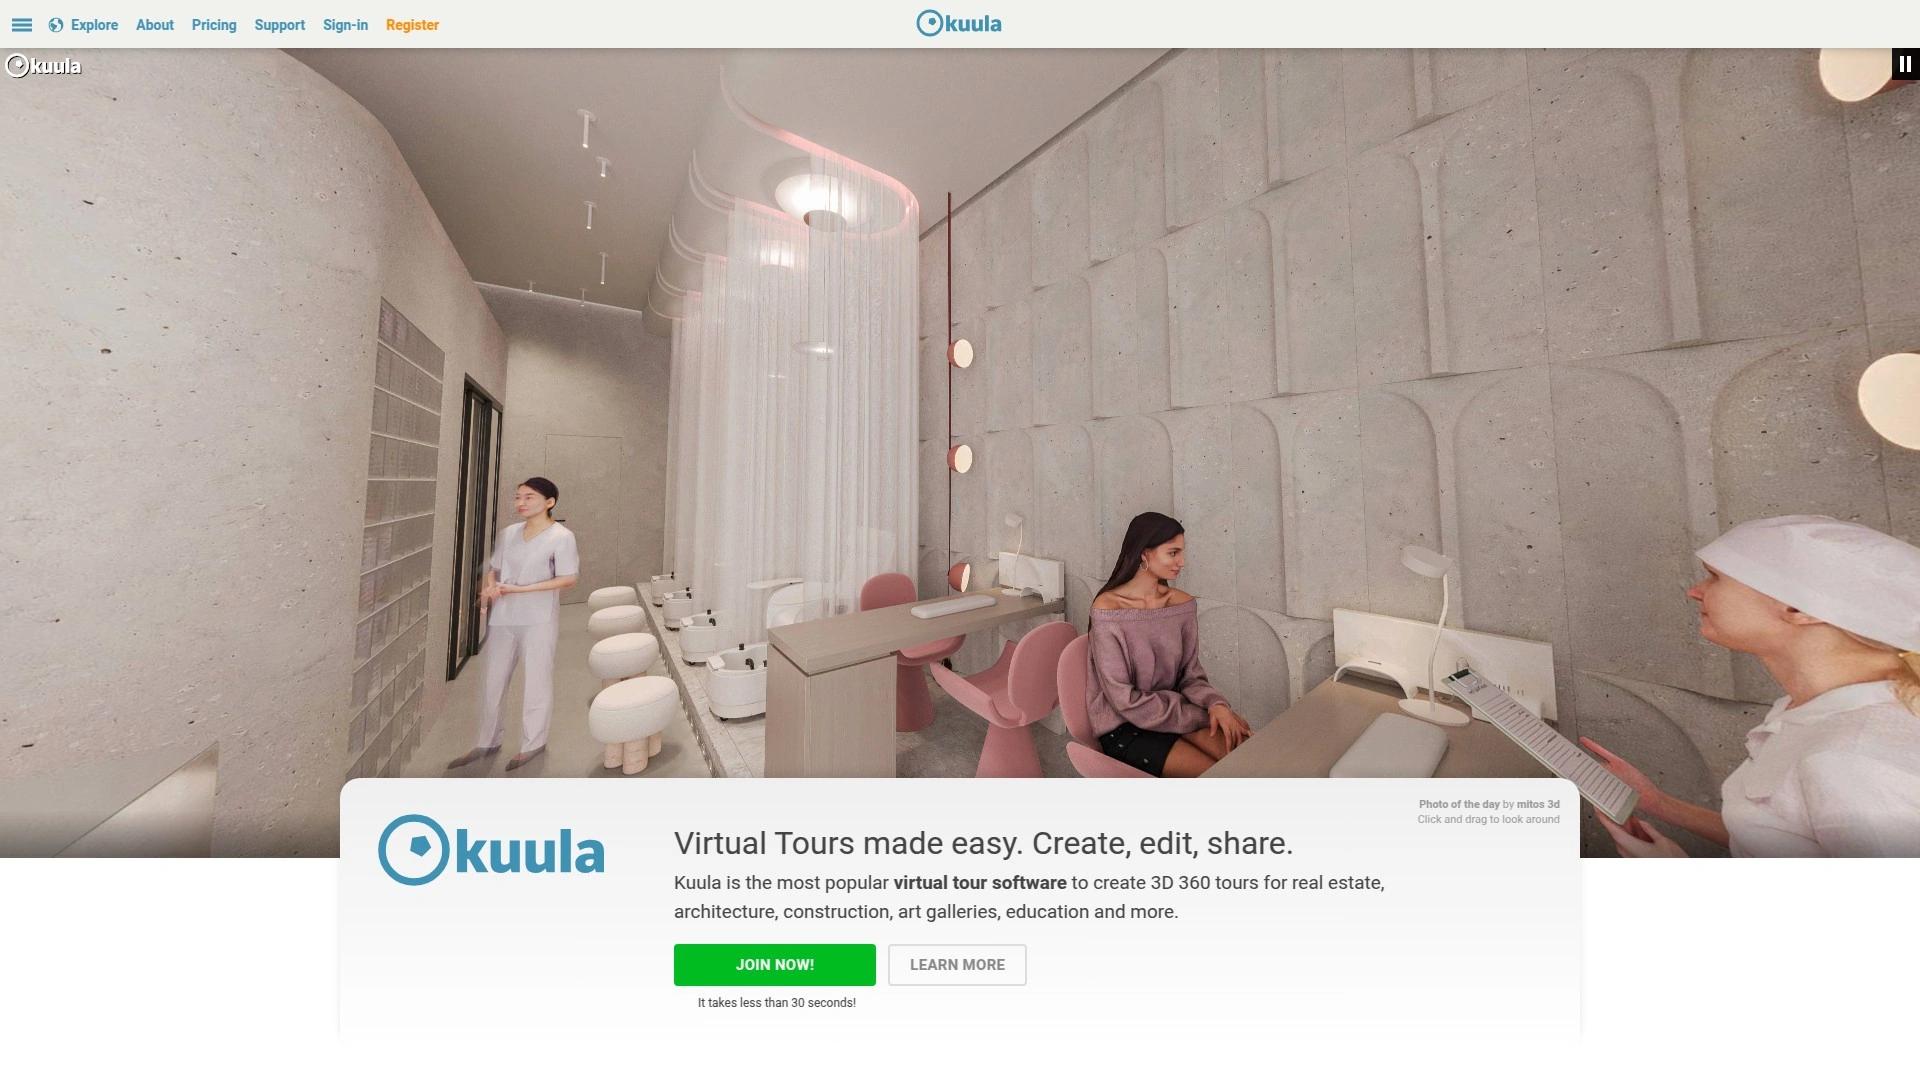 Explore About Pricing Support Sign-in Register
kuula
kuula
Photo of the day by mitos 3d
Click and drag to look around
kuula
Virtual Tours made easy. Create, edit, share.
Kuula is the most popular virtual tour software to create 3D 360 tours for real estate,
architecture, construction, art galleries, education and more.
JOIN NOW! LEARN MORE
It takes less than 30 seconds!